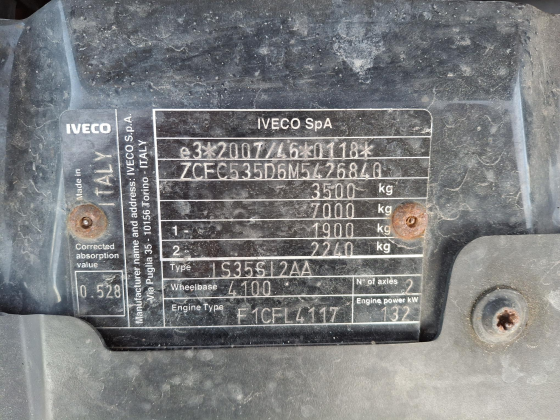 IVECO
Made in
ITALY
Corrected
absorption
value
0.528
Manufacturer name and address: IVECO S.p.A.
Via Puglia 35 - 10156 Torino - ITALY
IVECO SpA
e3*2007/46*0118*
ZCFC535D6M5426840
3500 kg
7000 kg
1 - 1900 kg
2 - 2240 kg
Type IS35SI2AA
Wheelbase 4100 N° of axles 2
Engine Type F1CFL411? Engine power kW 132